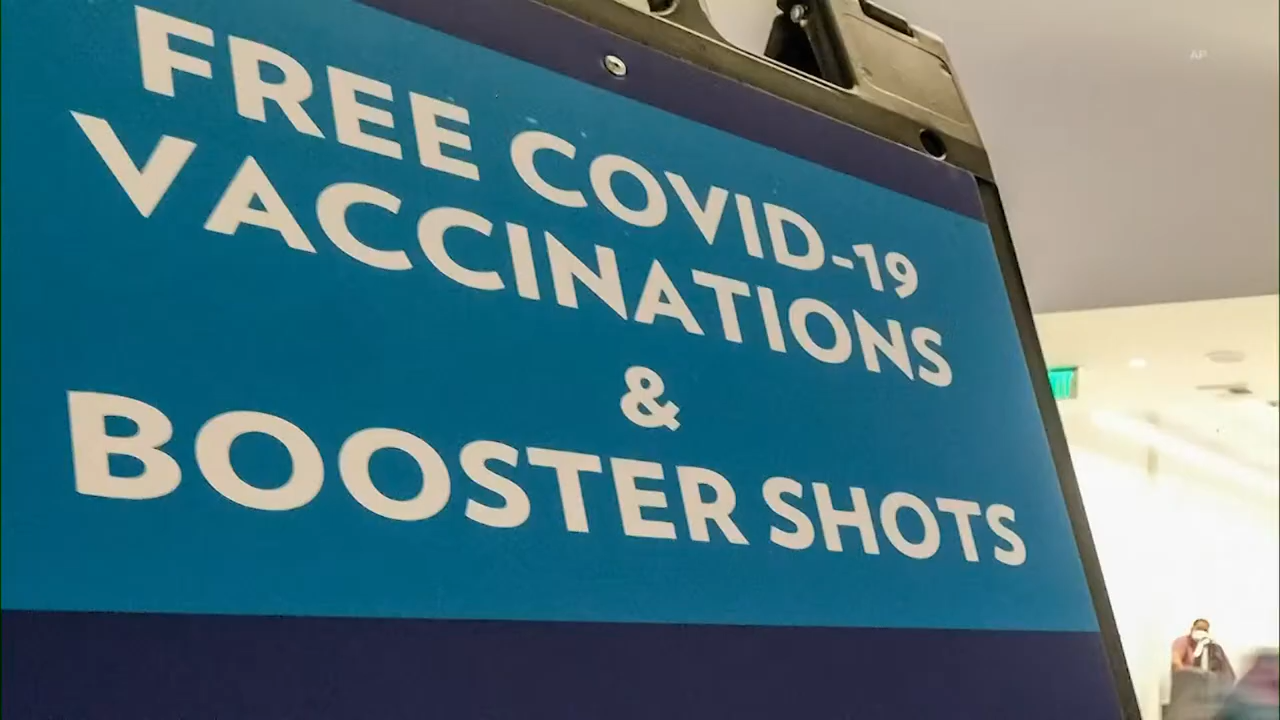 AP
FREE COVID-19
VACCINATIONS
&
BOOSTER SHOTS